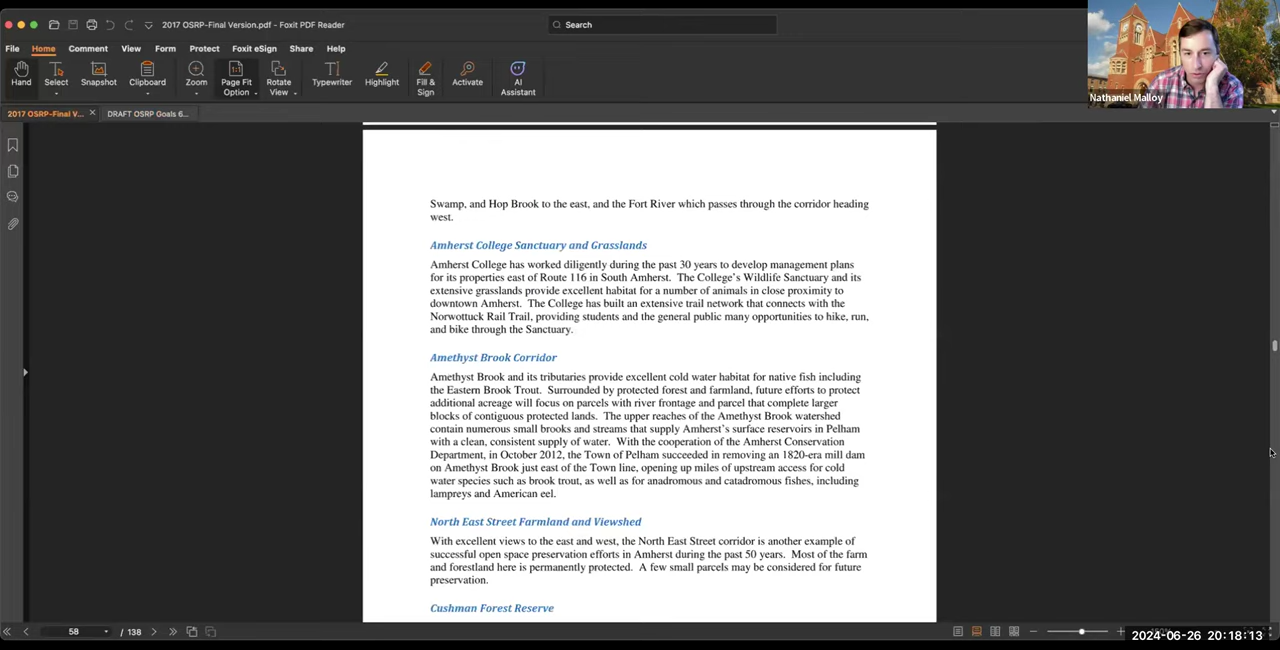 2017 OSRP-Final Version.pdf - Foxit PDF Reader
Search
File Home Comment View Form Protect Foxit eSign Share Help
Hand
Select
Snapshot
Clipboard
Zoom
Page Fit
Option
Rotate
View
Typewriter
Highlight
Fill &
Sign
Activate
AI
Assistant
Nathaniel Malloy
2017 OSRP-Final V...
DRAFT OSRP Goals 6...
Swamp, and Hop Brook to the east, and the Fort River which passes through the corridor heading
west.
Amherst College Sanctuary and Grasslands
Amherst College has worked diligently during the past 30 years to develop management plans
for its properties east of Route 116 in South Amherst. The College's Wildlife Sanctuary and its
extensive grasslands provide excellent habitat for a number of animals in close proximity to
downtown Amherst. The College has built an extensive trail network that connects with the
Norwottuck Rail Trail, providing students and the general public many opportunities to hike, run,
and bike through the Sanctuary.
Amethyst Brook Corridor
Amethyst Brook and its tributaries provide excellent cold water habitat for native fish including
the Eastern Brook Trout. Surrounded by protected forest and farmland, future efforts to protect
additional acreage will focus on parcels with river frontage and parcel that complete larger
blocks of contiguous protected lands. The upper reaches of the Amethyst Brook watershed
contain numerous small brooks and streams that supply Amherst's surface reservoirs in Pelham
with a clean, consistent supply of water. With the cooperation of the Amherst Conservation
Department, in October 2012, the Town of Pelham succeeded in removing an 1820-era mill dam
on Amethyst Brook just east of the Town line, opening up miles of upstream access for cold
water species such as brook trout, as well as for anadromous and catadromous fishes, including
lampreys and American eel.
North East Street Farmland and Viewshed
With excellent views to the east and west, the North East Street corridor is another example of
successful open space preservation efforts in Amherst during the past 50 years. Most of the farm
and forestland here is permanently protected. A few small parcels may be considered for future
preservation.
Cushman Forest Reserve
58
/ 138
2024-06-26 20:18:13